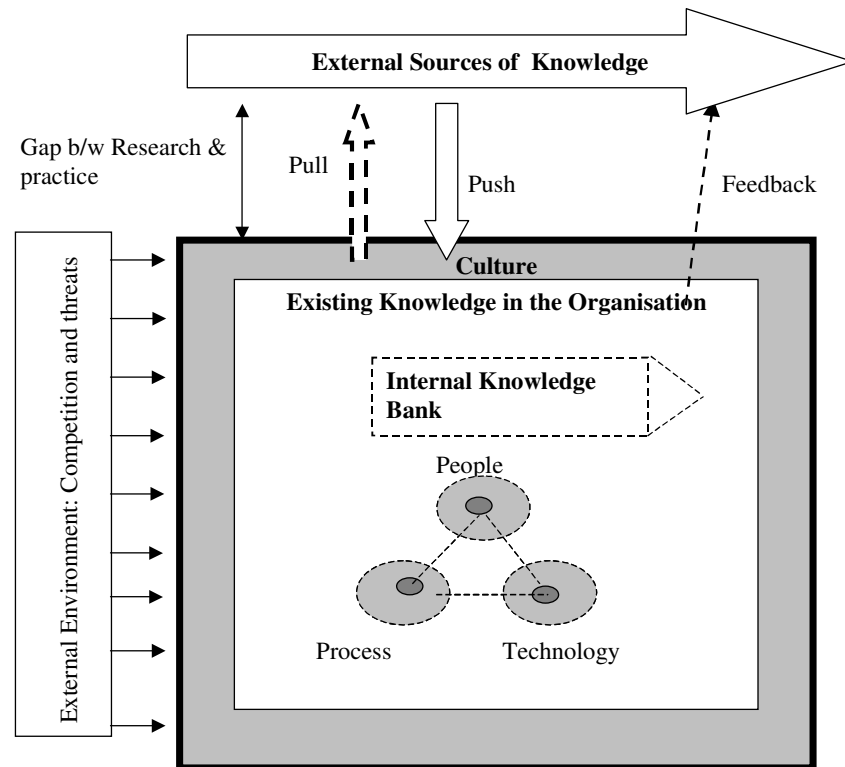 External Sources of Knowledge
Gap b/w Research &
practice
Pull
Push
Feedback
Culture
Existing Knowledge in the Organisation
External Environment: Competition and threats
Internal Knowledge
Bank
People
Process
Technology